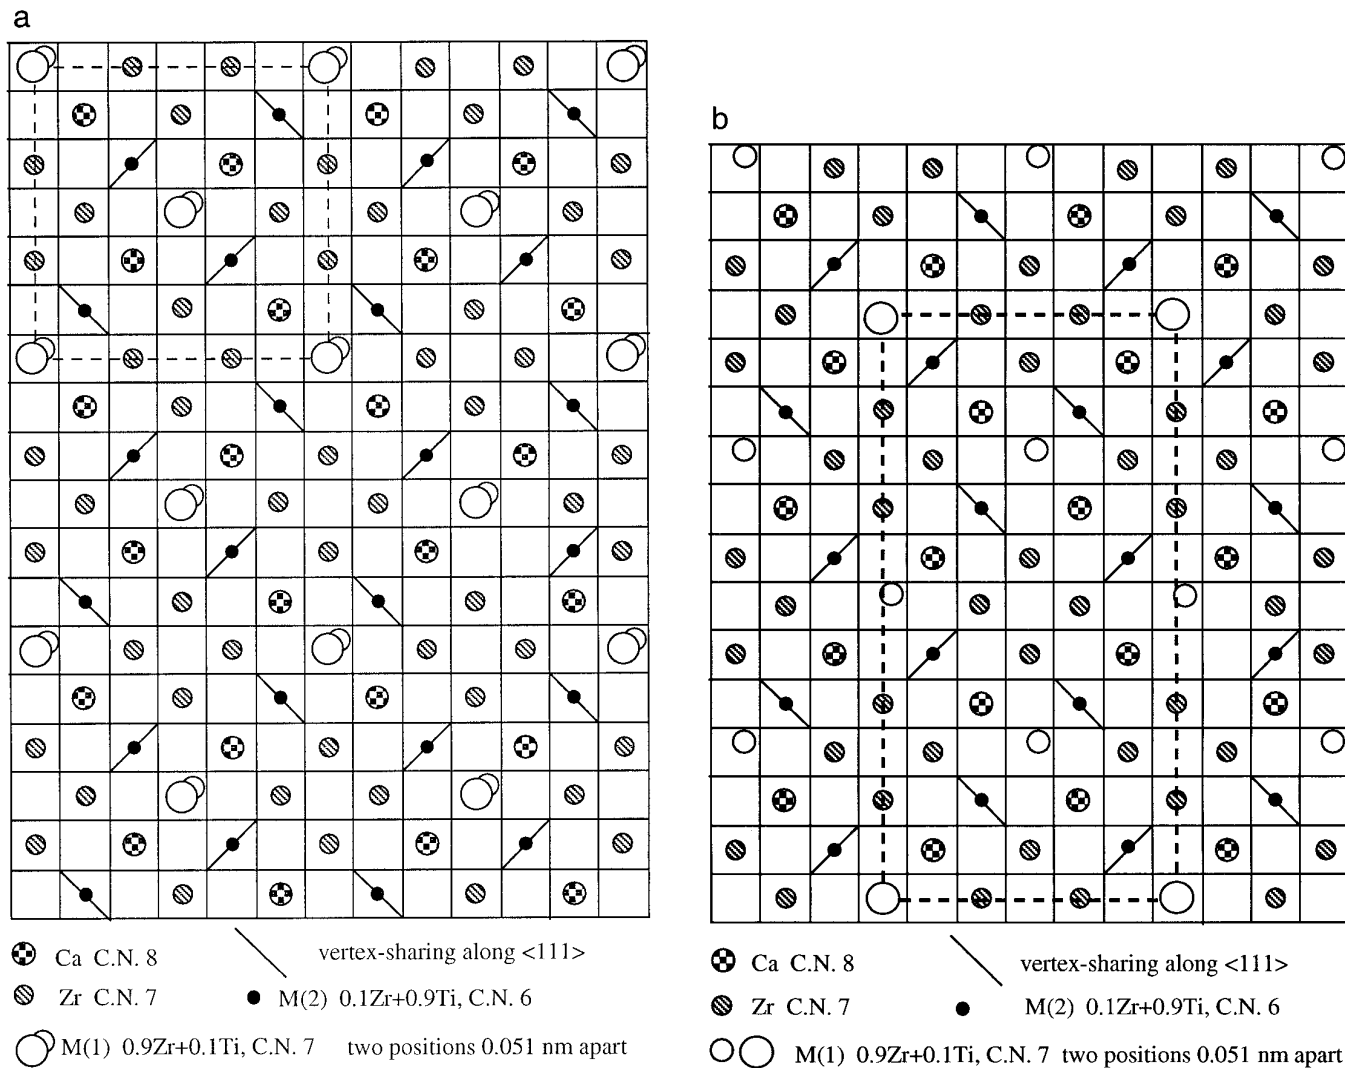 a
b
Ca C.N. 8
vertex-sharing along <111>
Zr C.N. 7
M(2) 0.1Zr+0.9Ti, C.N. 6
M(1) 0.9Zr+0.1Ti, C.N. 7 two positions 0.051 nm apart
Ca C.N. 8
vertex-sharing along <111>
Zr C.N. 7
M(2) 0.1Zr+0.9Ti, C.N. 6
M(1) 0.9Zr+0.1Ti, C.N. 7 two positions 0.051 nm apart